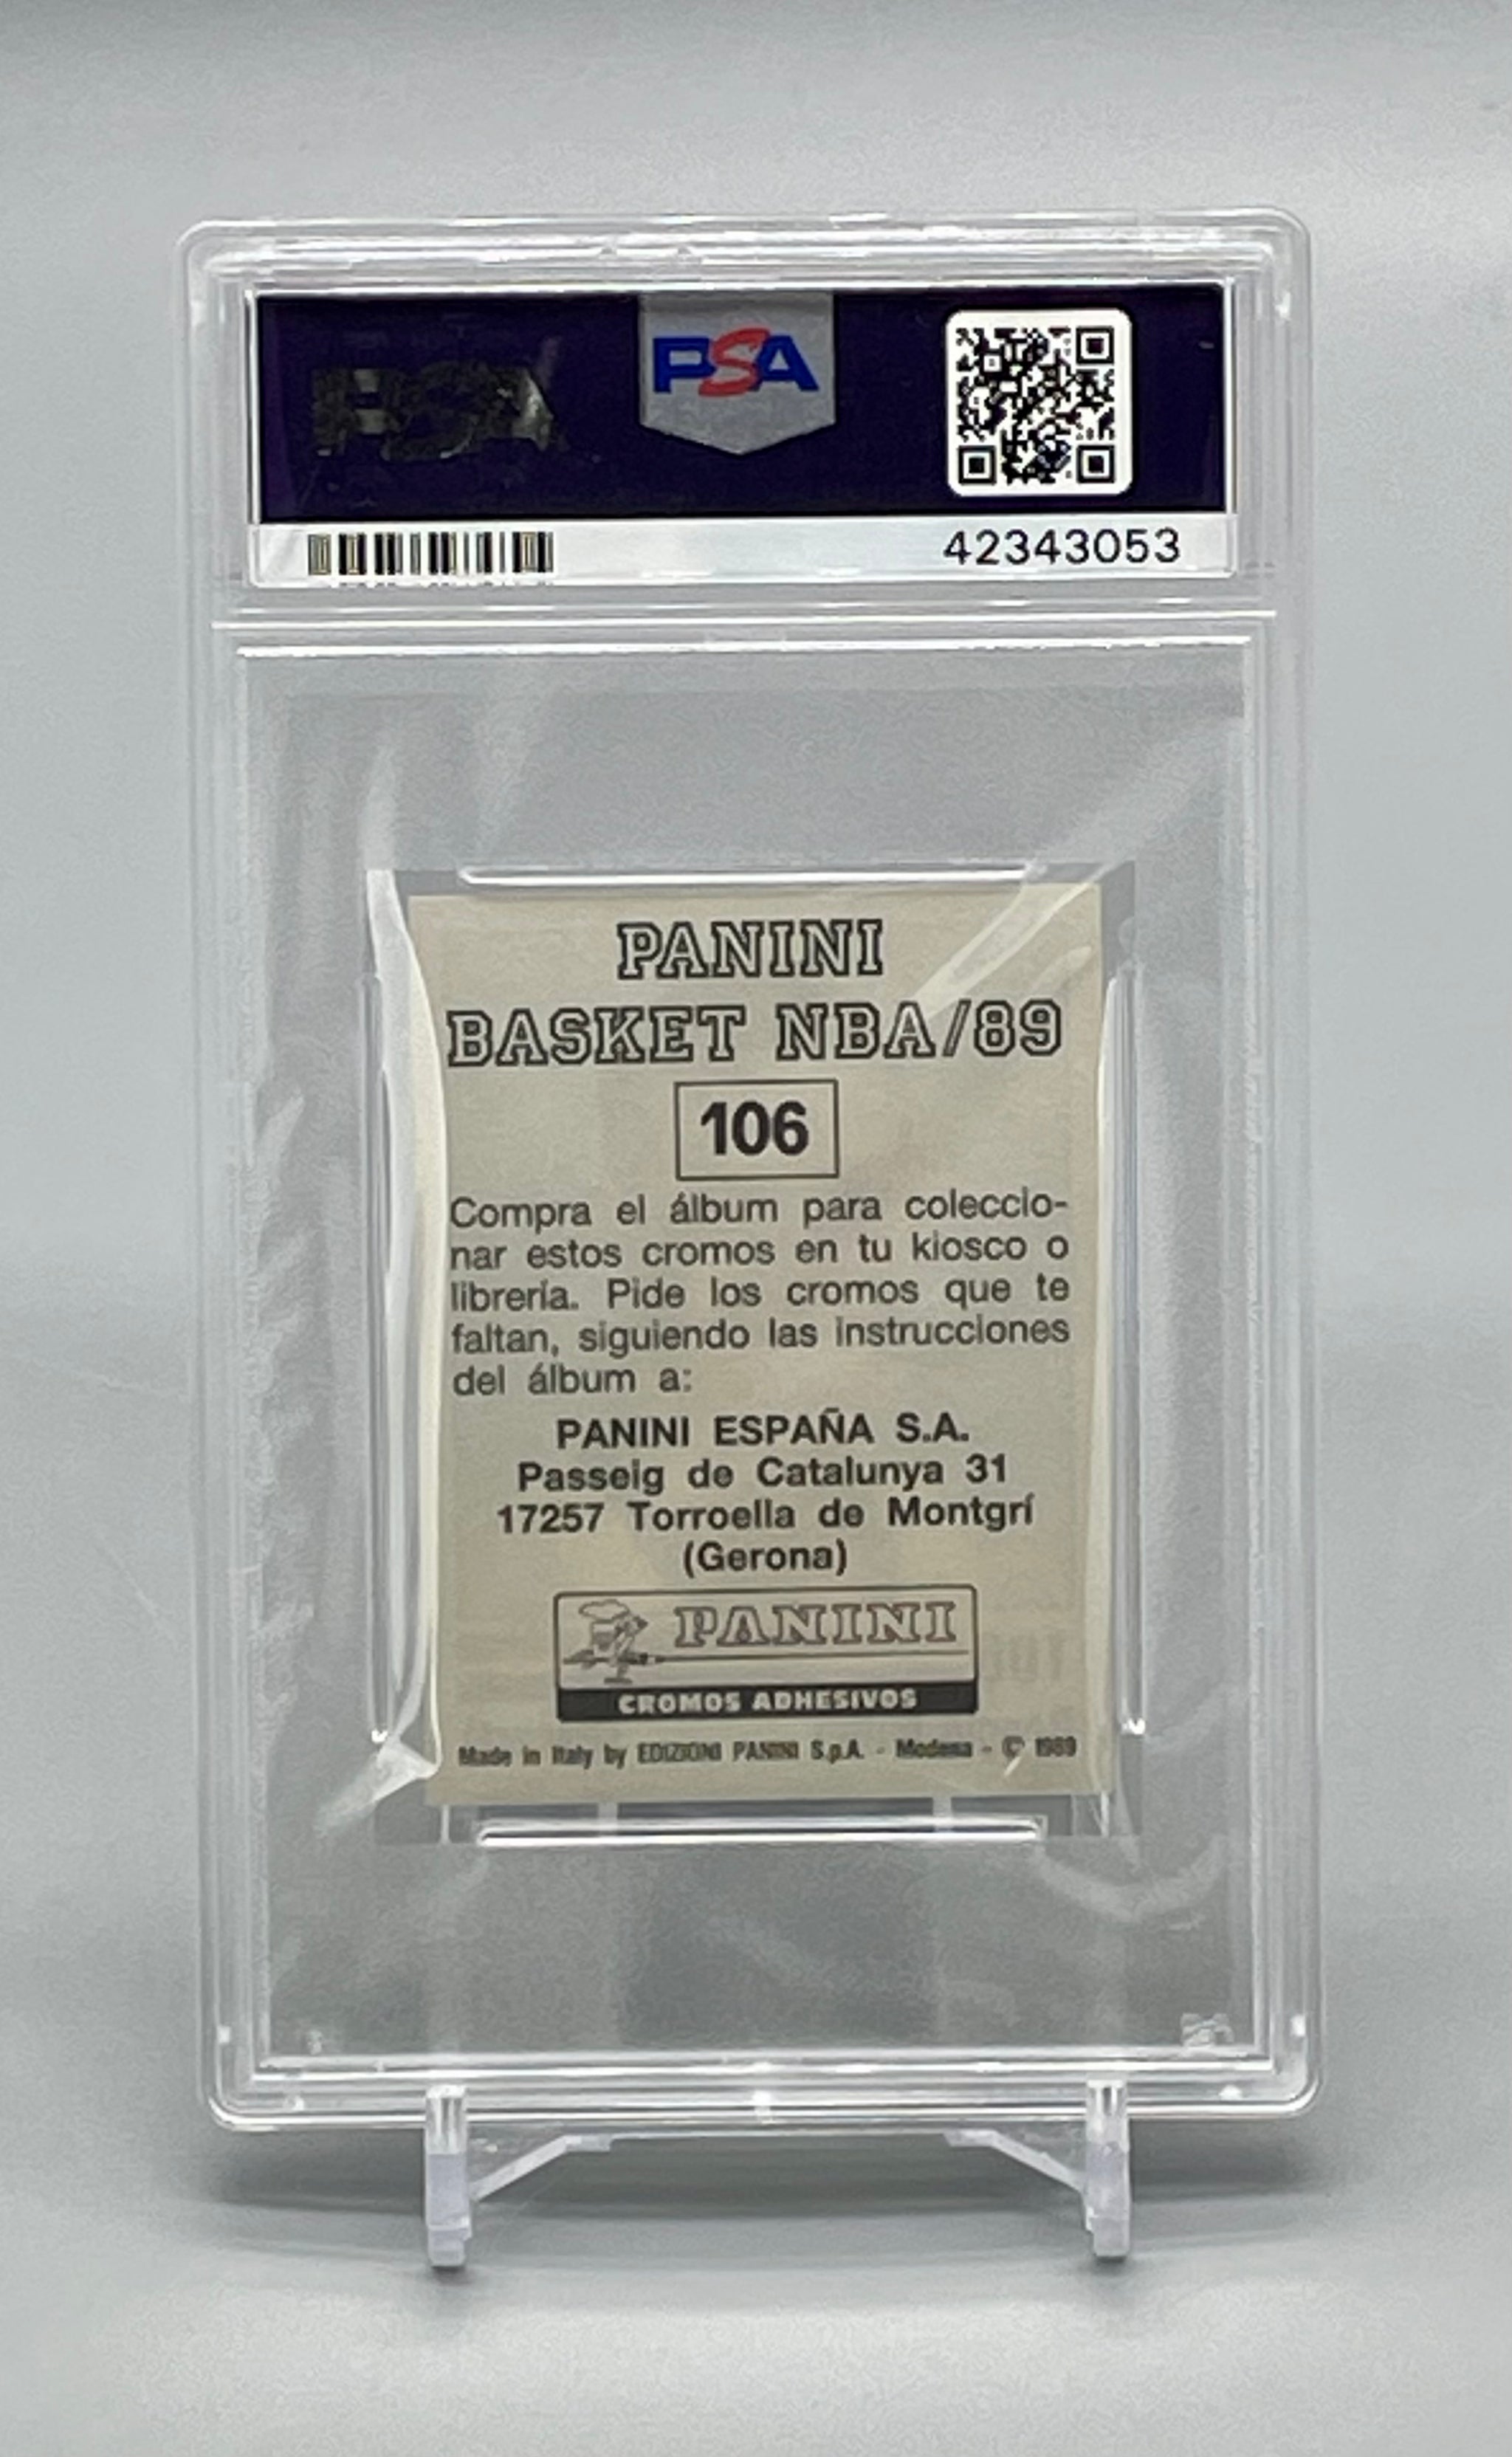 PSA
PSA
42343053
PANINI
BASKET NBA/89
106
Compra el álbum para coleccio-
nar estos cromos en tu kiosco o
librería. Pide los cromos que te
faltan, siguiendo las instrucciones
del álbum a:
PANINI ESPAÑA S.A.
Passeig de Catalunya 31
17257 Torroella de Montgrí
(Gerona)
PANINI
CROMOS ADHESIVOS
Made in Italy by EDIZIONI PANINI S.p.A. - Modena - © 1989